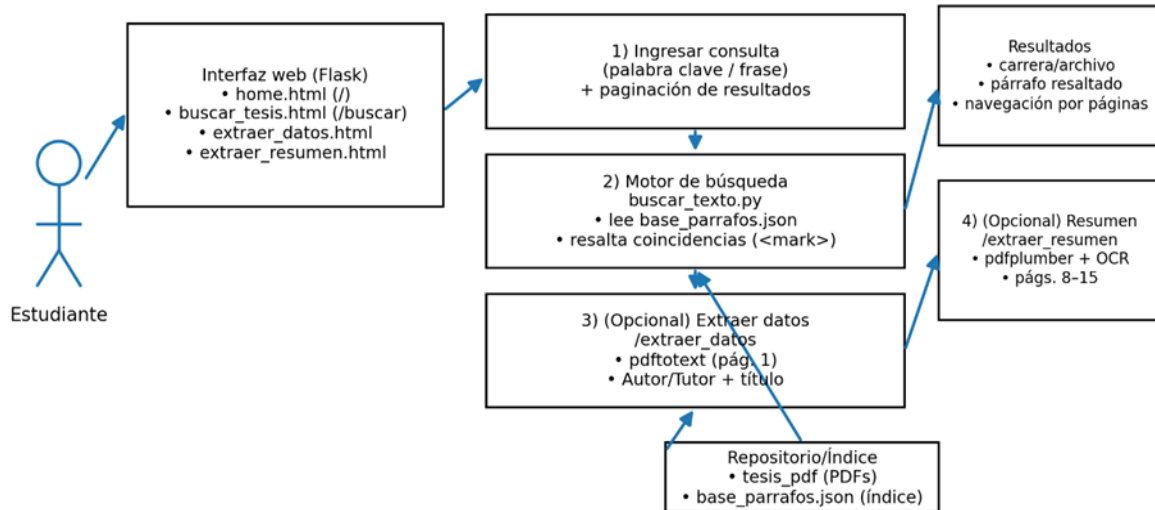 Estudiante
Interfaz web (Flask)
• home.html (/)
• buscar_tesis.html (/buscar)
• extraer_datos.html
• extraer_resumen.html
1) Ingresar consulta
(palabra clave / frase)
+ paginación de resultados
2) Motor de búsqueda
buscar_texto.py
• lee base_parrafos.json
• resalta coincidencias (<mark>)
3) (Opcional) Extraer datos
/extraer_datos
• pdftotext (pág. 1)
• Autor/Tutor + título
Repositorio/Índice
• tesis_pdf (PDFs)
• base_parrafos.json (índice)
Resultados
• carrera/archivo
• párrafo resaltado
• navegación por páginas
4) (Opcional) Resumen
/extraer_resumen
• pdfplumber + OCR
• págs. 8–15